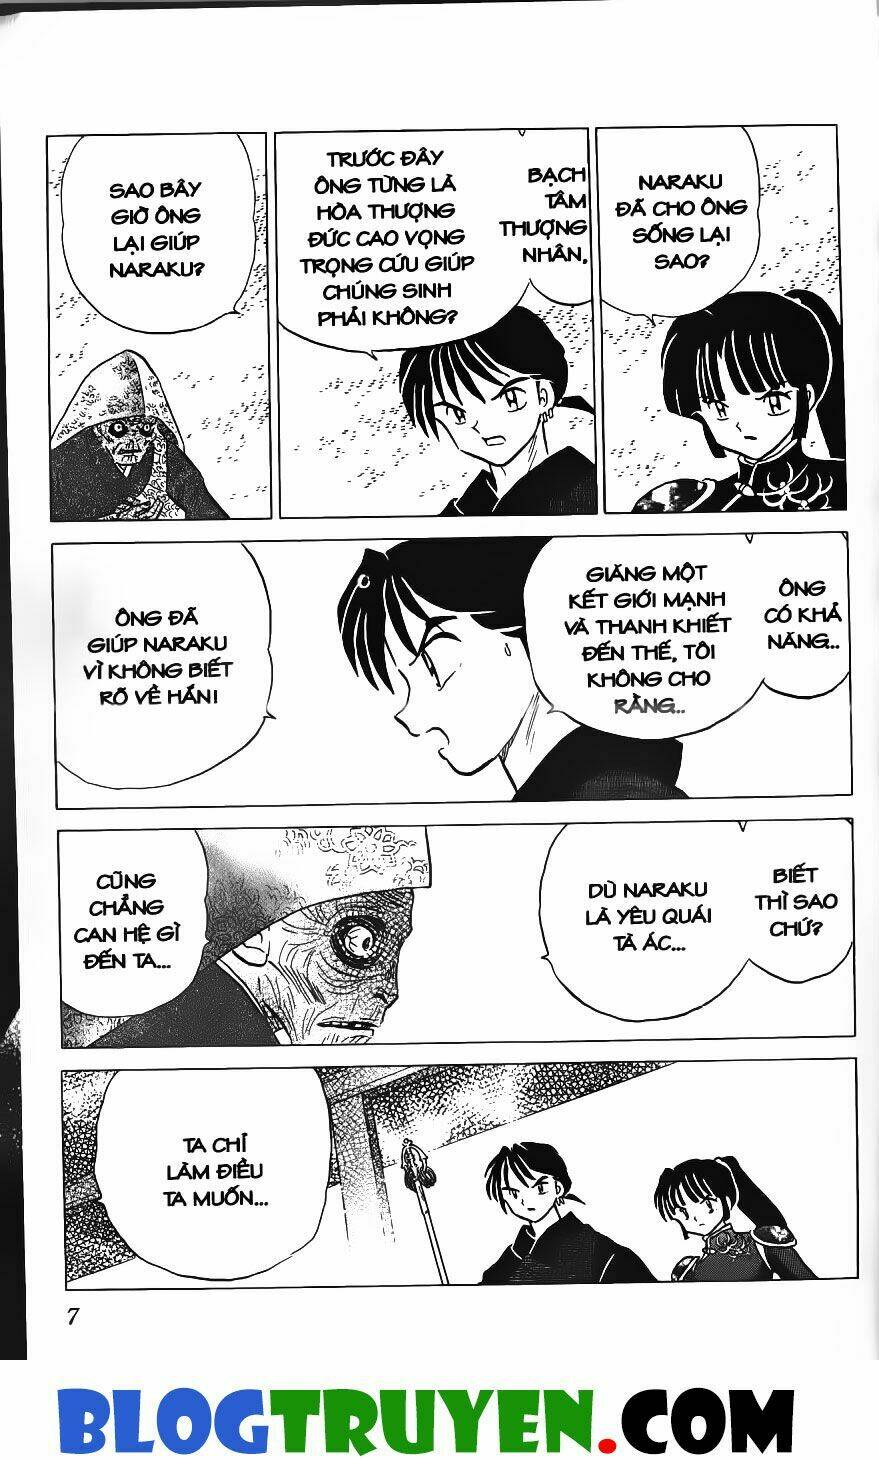 NARAKU
ĐÃ CHO ÔNG
SỐNG LẠI
SAO?
BẠCH
TÂM
THƯỢNG
NHÂN,
TRƯỚC ĐÂY
ÔNG TỪNG LÀ
HÒA THƯỢNG
ĐỨC CAO VỌNG
TRỌNG CỨU GIÚP
CHÚNG SINH
PHẢI KHÔNG?
SAO BÂY
GIỜ ÔNG
LẠI GIÚP
NARAKU?
ÔNG
CÓ KHẢ
NĂNG..
GIĂNG MỘT
KẾT GIỚI MẠNH
VÀ THANH KHIẾT
ĐẾN THẾ, TÔI
KHÔNG CHO
RẰNG..
ÔNG ĐÃ
GIÚP NARAKU
VÌ KHÔNG BIẾT
RÕ VỀ HẮN!
BIẾT
THÌ SAO
CHỨ?
DÙ NARAKU
LÀ YÊU QUÁI
TÀ ÁC...
CŨNG
CHẲNG
CAN HỆ GÌ
ĐẾN TA...
TA CHỈ
LÀM ĐIỀU
TA MUỐN...
7
BLOGTRUYEN.COM